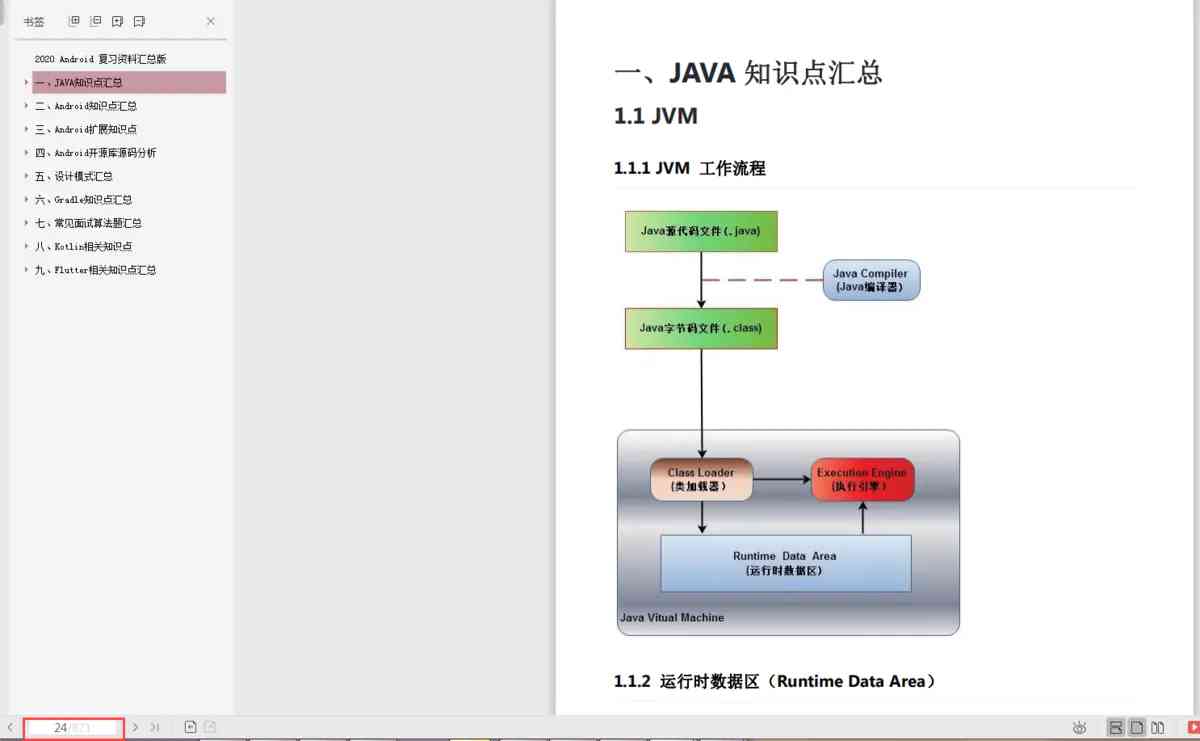 书签
2020 Android 复习资料汇总版
一、JAVA知识点汇总
二、Android知识点汇总
三、Android扩展知识点
四、Android开源库源码分析
五、设计模式汇总
六、Gradle知识点汇总
七、常见面试算法题汇总
八、Kotlin相关知识点
九、Flutter相关知识点汇总
一、JAVA 知识点汇总
1.1 JVM
1.1.1 JVM 工作流程
Java源代码文件(.java)
Java Compiler
(Java编译器)
Java字节码文件(.class)
Class Loader
(类加载器)
Execution Engine
(执行引擎)
Runtime Data Area
(运行时数据区)
Java Vitual Machine
1.1.2 运行时数据区（Runtime Data Area）
24